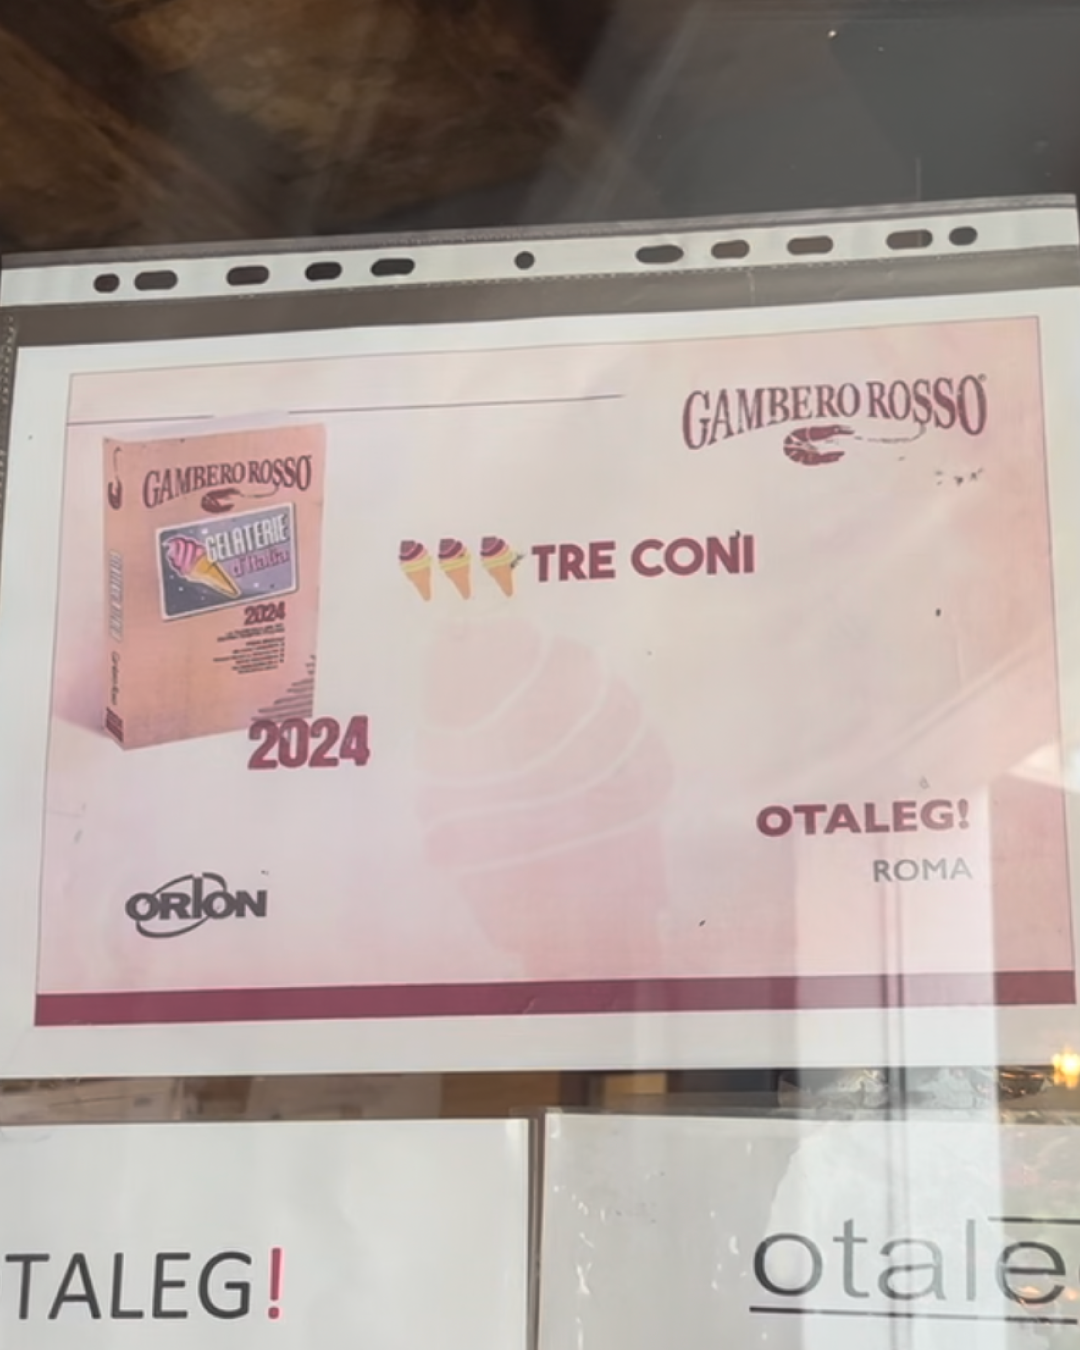 GAMBERO ROSSO
GAMBERO ROSSO
GELATERIE
d'Italia
2024
TRE CONI
2024
OTALEG!
ROMA
ORION
TALEG!
otale